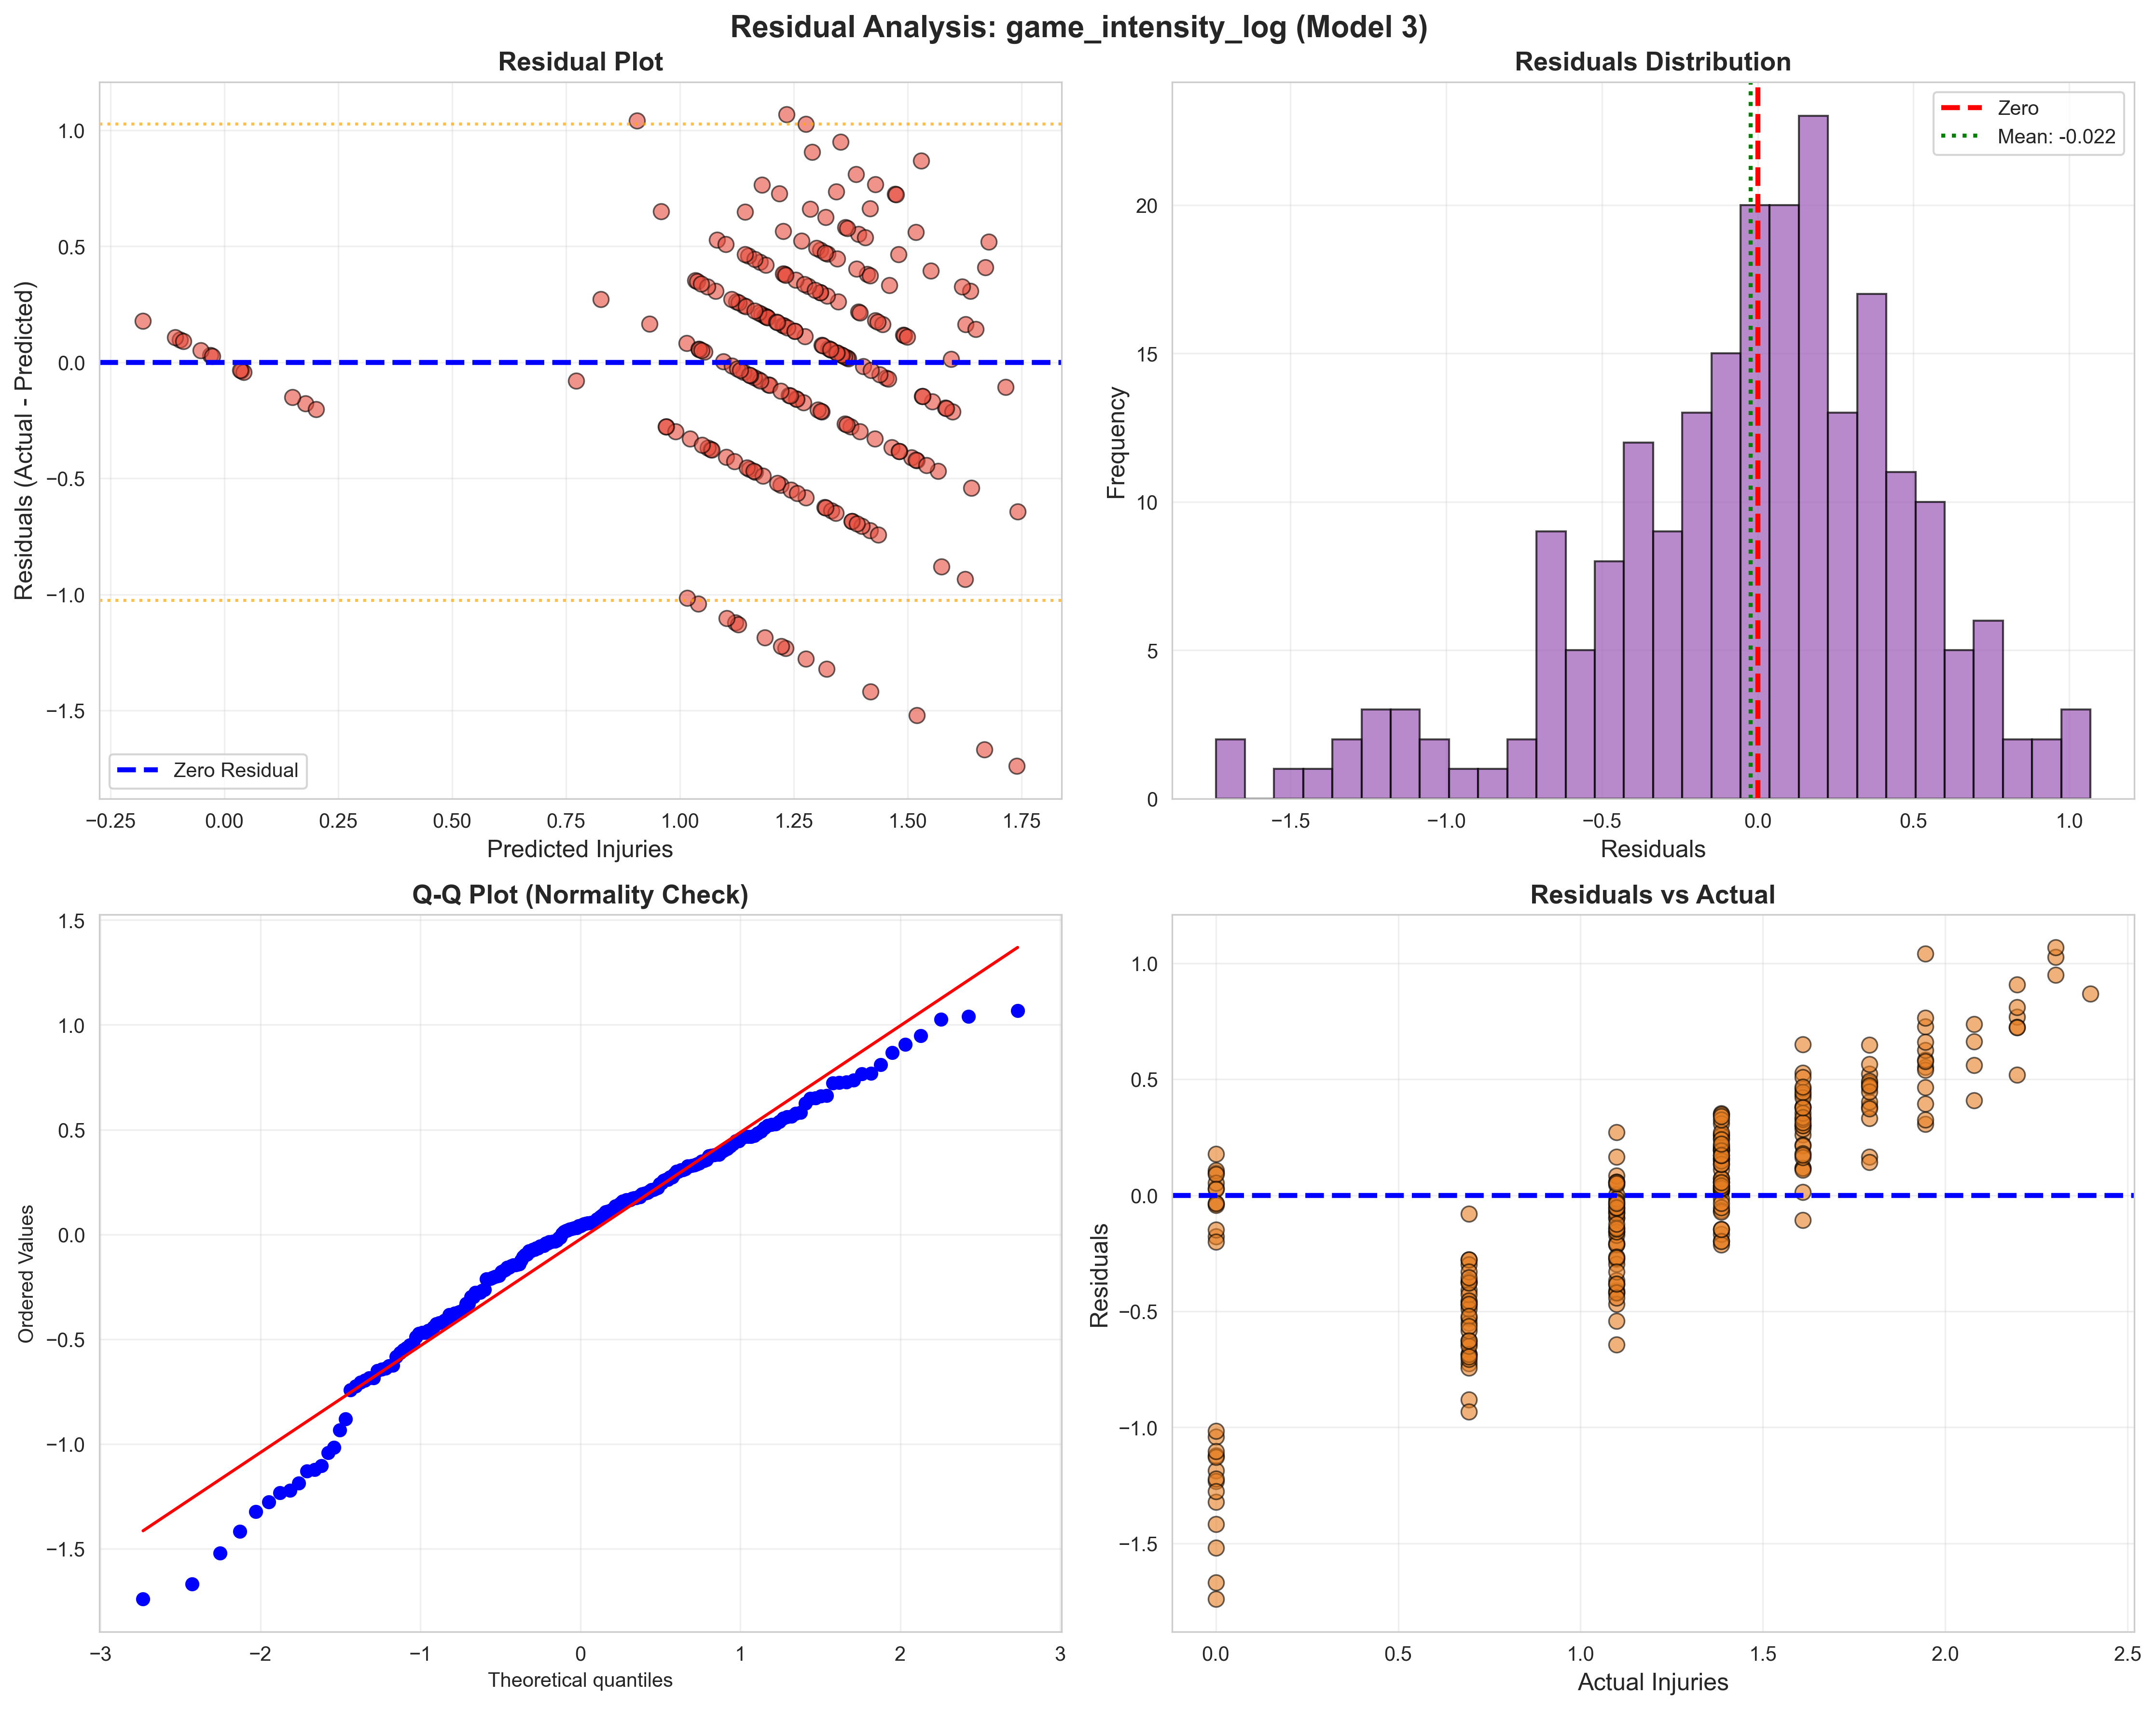 Residual Analysis: game_intensity_log (Model 3)
Residual Plot
1.0
0.5
0.0
−0.5
−1.0
−1.5
Residuals (Actual - Predicted)
Zero Residual
−0.25 0.00 0.25 0.50 0.75 1.00 1.25 1.50 1.75
Predicted Injuries
Residuals Distribution
Zero
Mean: -0.022
20
15
10
5
0
Frequency
−1.5 −1.0 −0.5 0.0 0.5 1.0
Residuals
Q-Q Plot (Normality Check)
1.5
1.0
0.5
0.0
−0.5
−1.0
−1.5
Ordered Values
−3 −2 −1 0 1 2 3
Theoretical quantiles
Residuals vs Actual
1.0
0.5
0.0
−0.5
−1.0
−1.5
Residuals
0.0 0.5 1.0 1.5 2.0 2.5
Actual Injuries